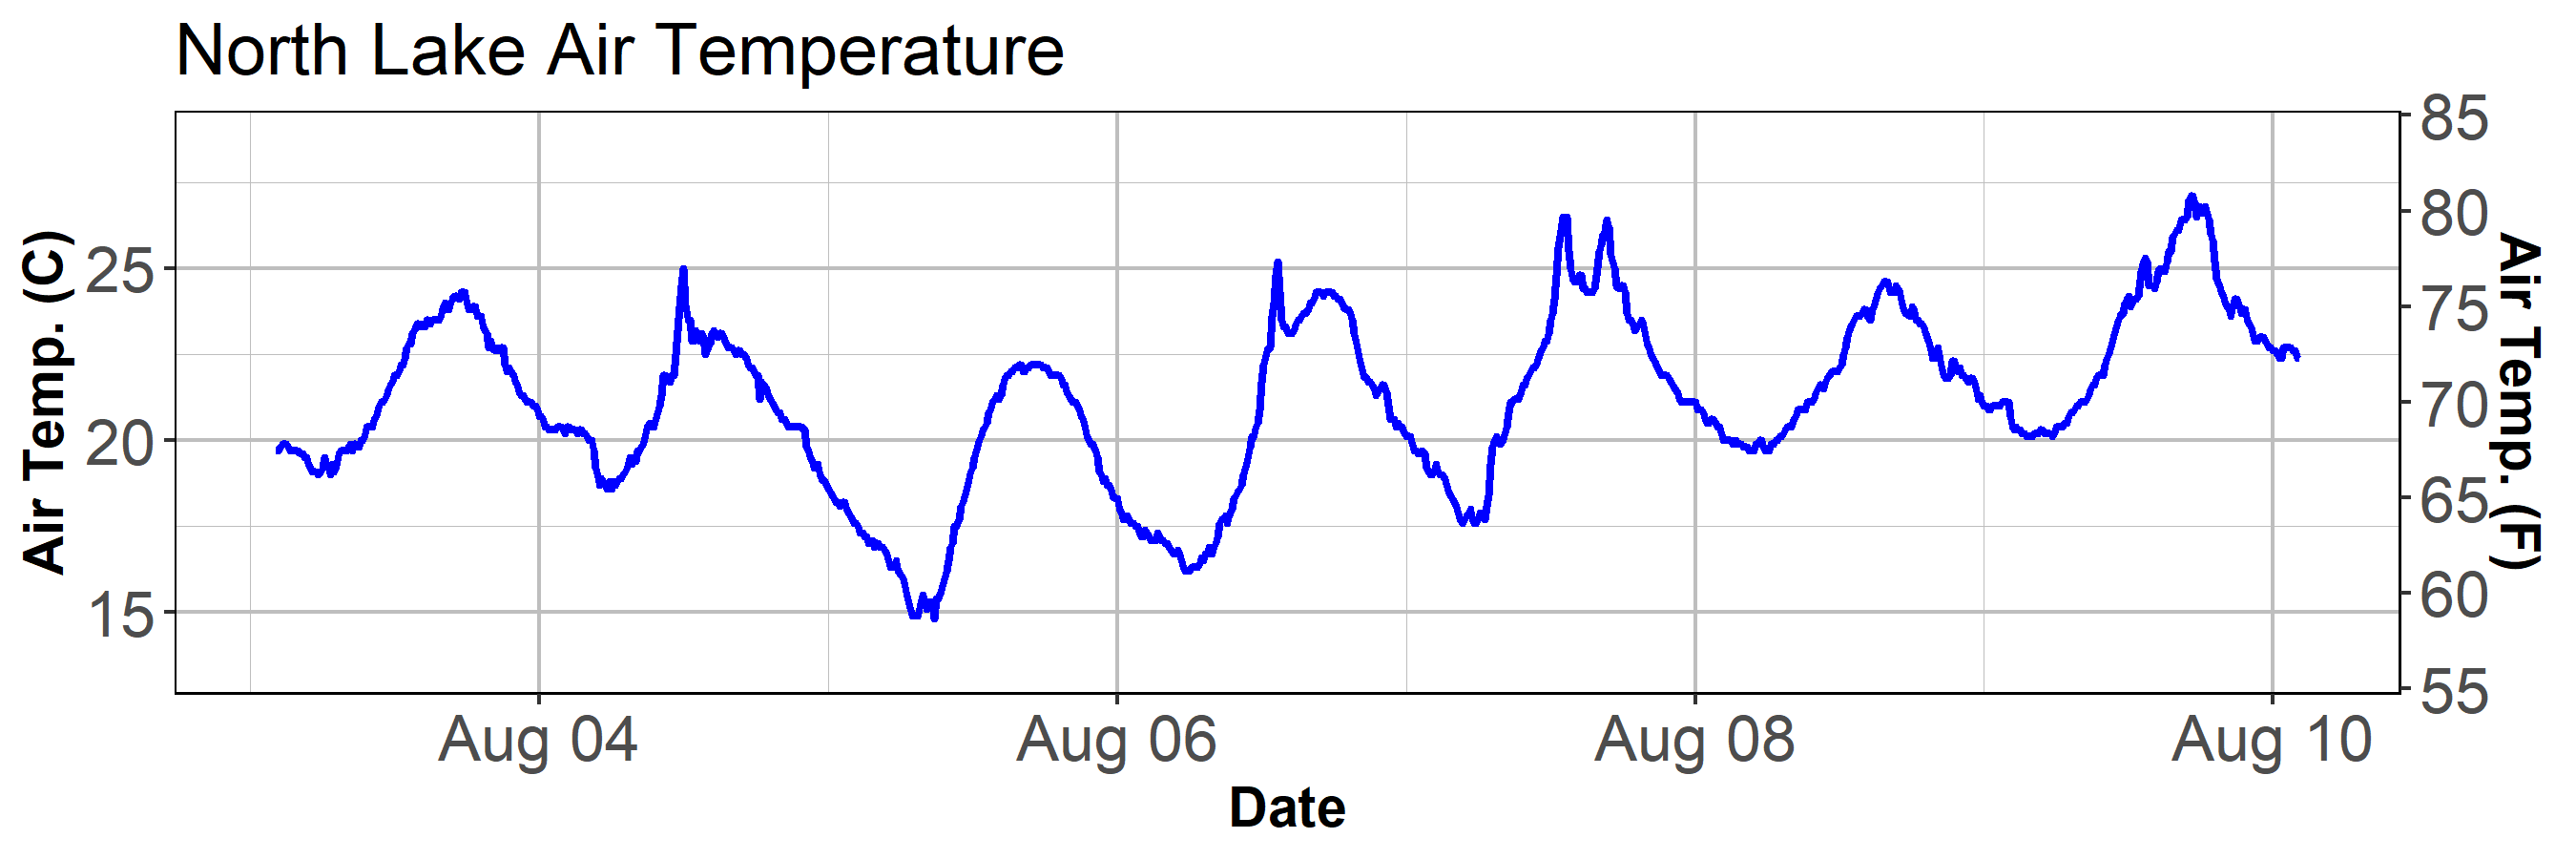 North Lake Air Temperature
Air Temp. (C)
25
20
15
85
80
75
70
65
60
55
Air Temp. (F)
Aug 04 Aug 06 Aug 08 Aug 10
Date